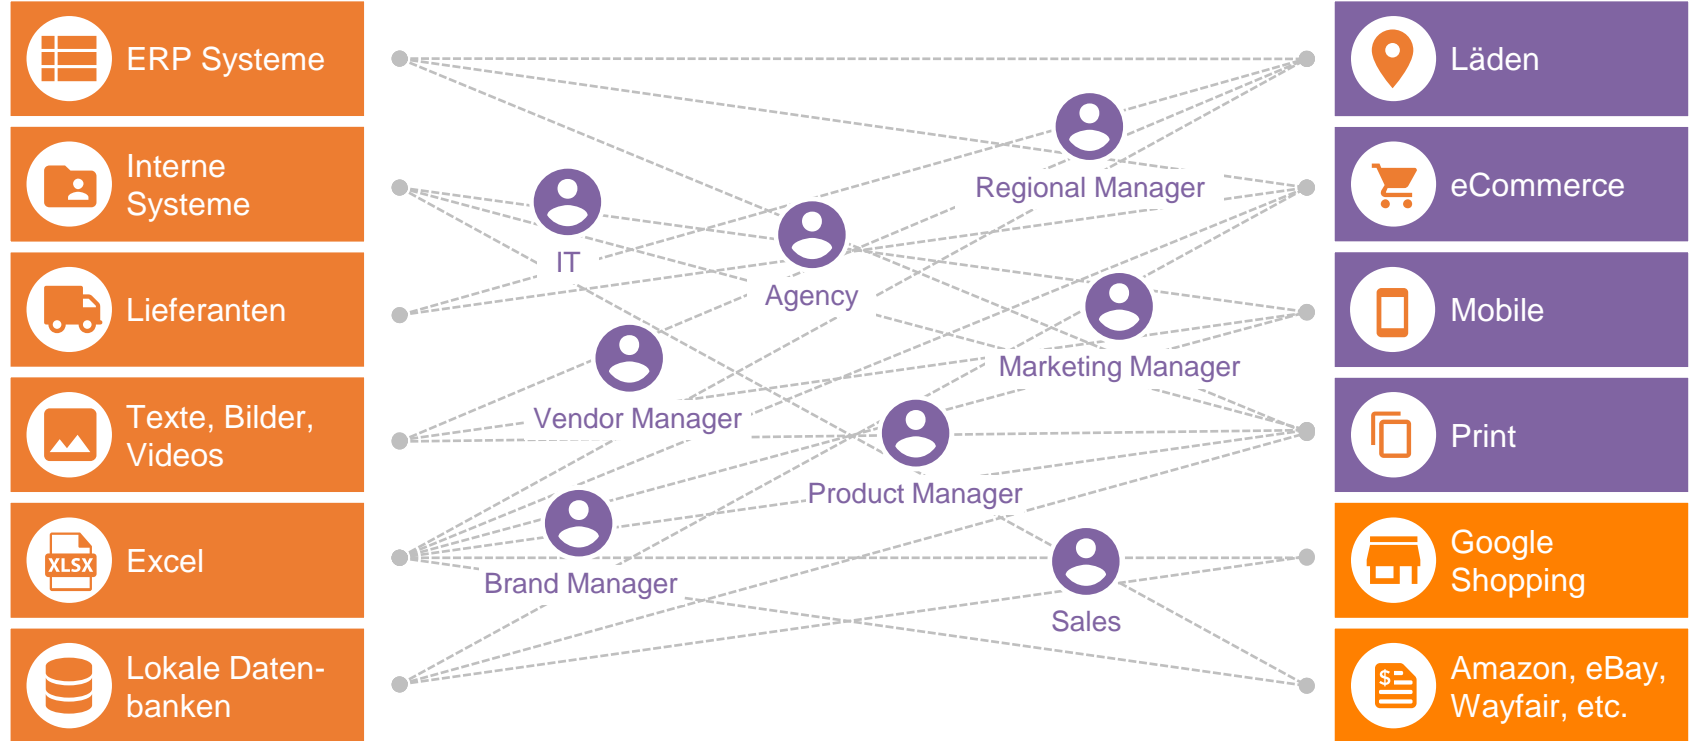 ERP Systeme
Interne
Systeme
Lieferanten
Texte, Bilder,
Videos
XLSX
Excel
Lokale Daten-
banken
IT
Agency
Regional Manager
Vendor Manager
Marketing Manager
Product Manager
Brand Manager
Sales
Läden
eCommerce
Mobile
Print
Google
Shopping
$
Amazon, eBay,
Wayfair, etc.